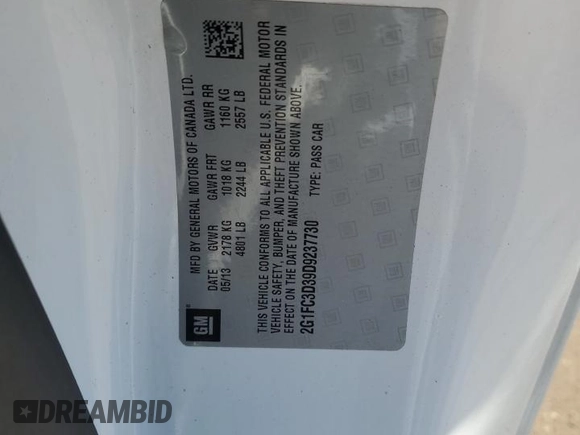 MFD BY GENERAL MOTORS OF CANADA LTD.
DATE GVWR GAWR FRT GAWR RR
05/13 2178 KG 1018 KG 1160 KG
4801 LB 2244 LB 2557 LB
THIS VEHICLE CONFORMS TO ALL APPLICABLE U.S. FEDERAL MOTOR
VEHICLE SAFETY, BUMPER, AND THEFT PREVENTION STANDARDS IN
EFFECT ON THE DATE OF MANUFACTURE SHOWN ABOVE.
2G1FC3D39D9237730 TYPE: PASS CAR
GM
DREAMBID